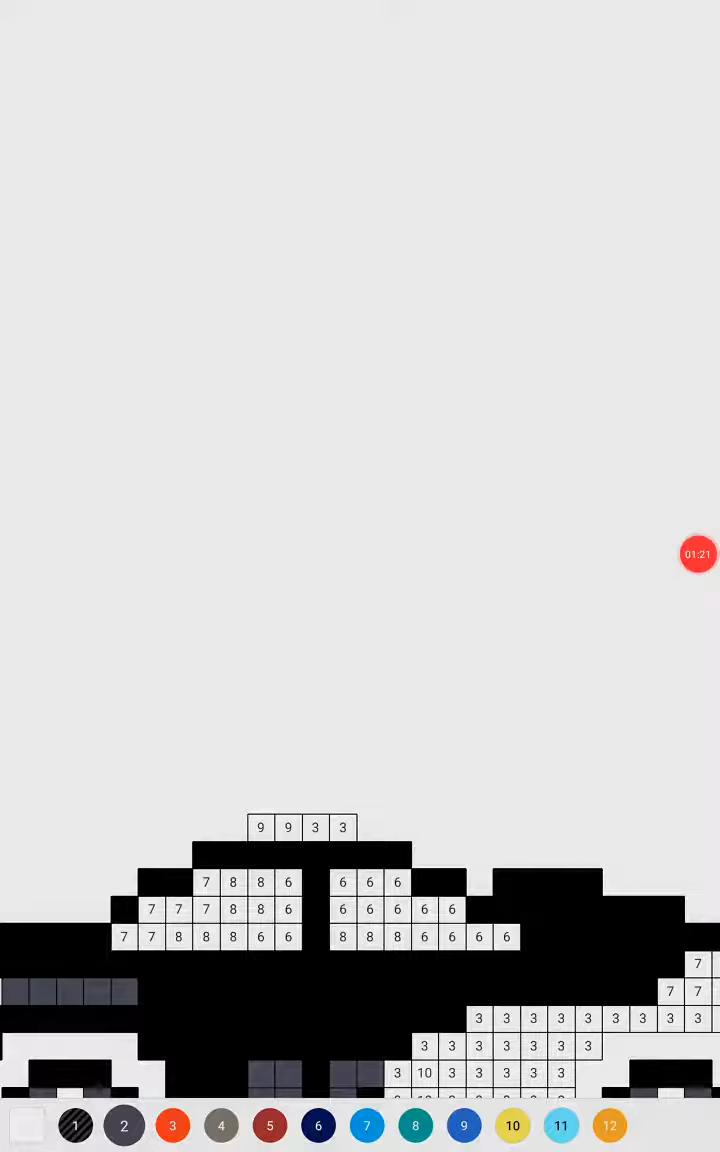 01:21
9 9 3 3
7 8 8 6 6 6 6
7 7 7 8 8 6 6 6 6 6 6
7 7 8 8 8 6 6 8 8 8 6 6 6 6
7
7 7
3 3 3 3 3 3 3 3 3
3 3 3 3 3 3 3
3 10 3 3 3 3 3
1 2 3 4 5 6 7 8 9 10 11 12